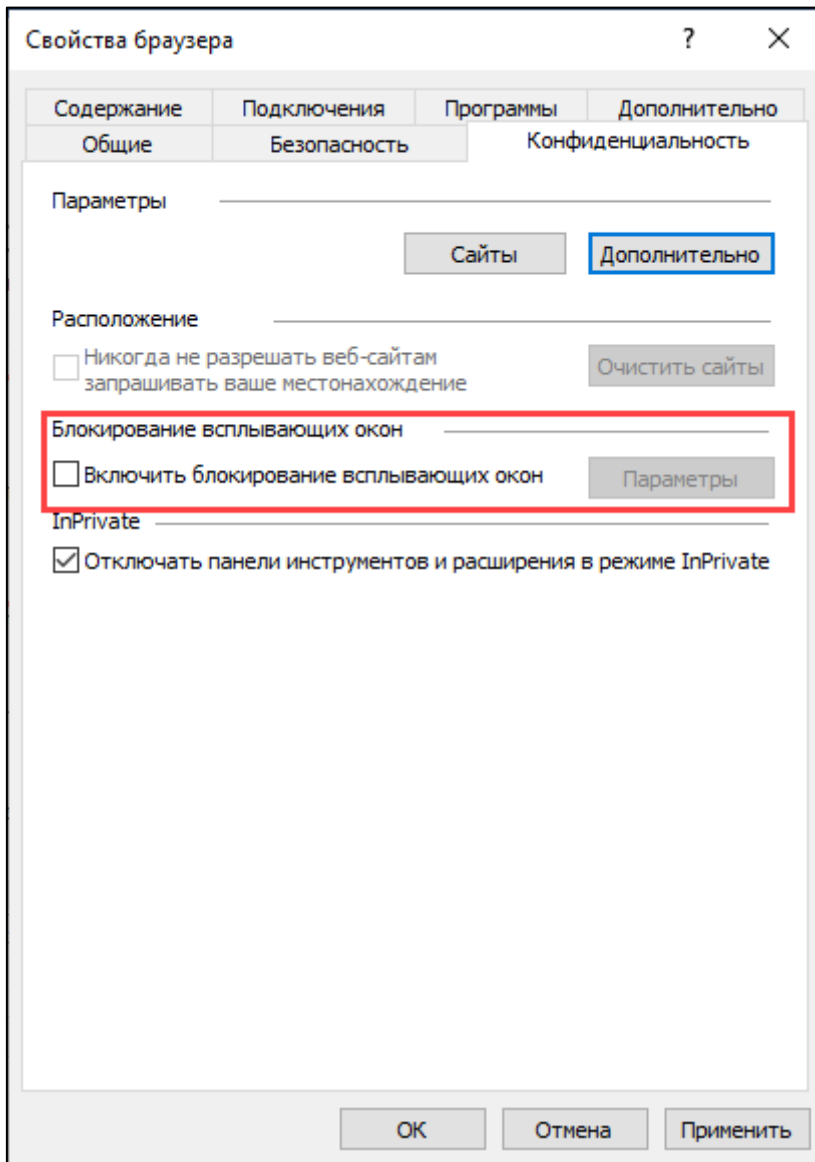 Свойства браузера ?
Содержание Подключения Программы Дополнительно
Общие Безопасность Конфиденциальность
Параметры
Сайты Дополнительно
Расположение
Никогда не разрешать веб-сайтам
запрашивать ваше местонахождение
Очистить сайты
Блокирование всплывающих окон
Включить блокирование всплывающих окон Параметры
InPrivate
Отключать панели инструментов и расширения в режиме InPrivate
ОК Отмена Применить